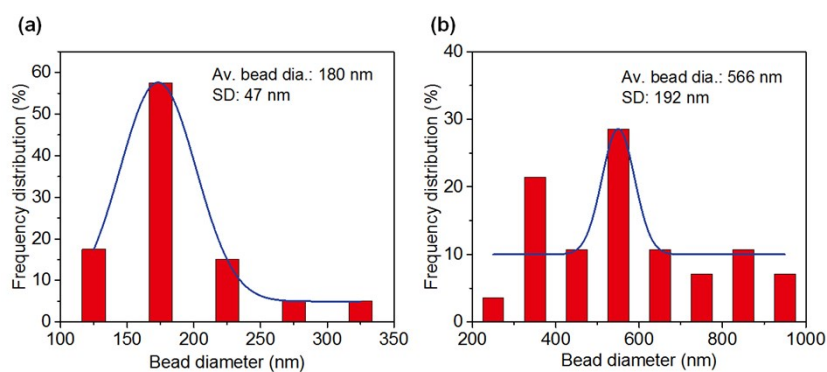 (a)
Av. bead dia.: 180 nm
SD: 47 nm
Frequency distribution (%)
60
50
40
30
20
10
0
100 150 200 250 300 350
Bead diameter (nm)
(b)
Av. bead dia.: 566 nm
SD: 192 nm
Frequency distribution (%)
40
30
20
10
0
200 400 600 800 1000
Bead diameter (nm)